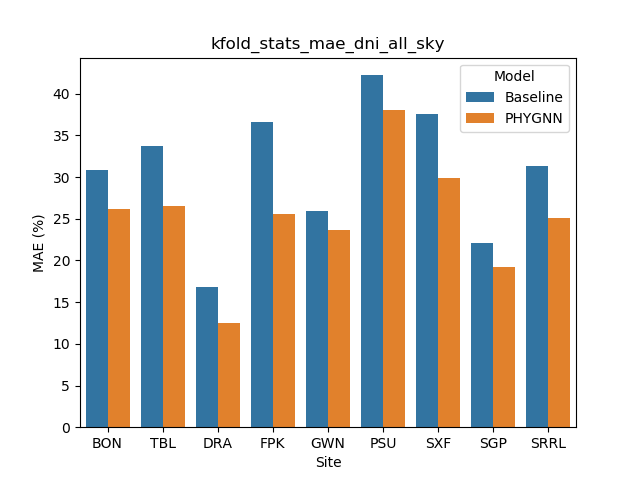 kfold_stats_mae_dni_all_sky
Model
Baseline
PHYGNN
MAE (%)
40
35
30
25
20
15
10
5
0
BON TBL DRA FPK GWN PSU SXF SGP SRRL
Site